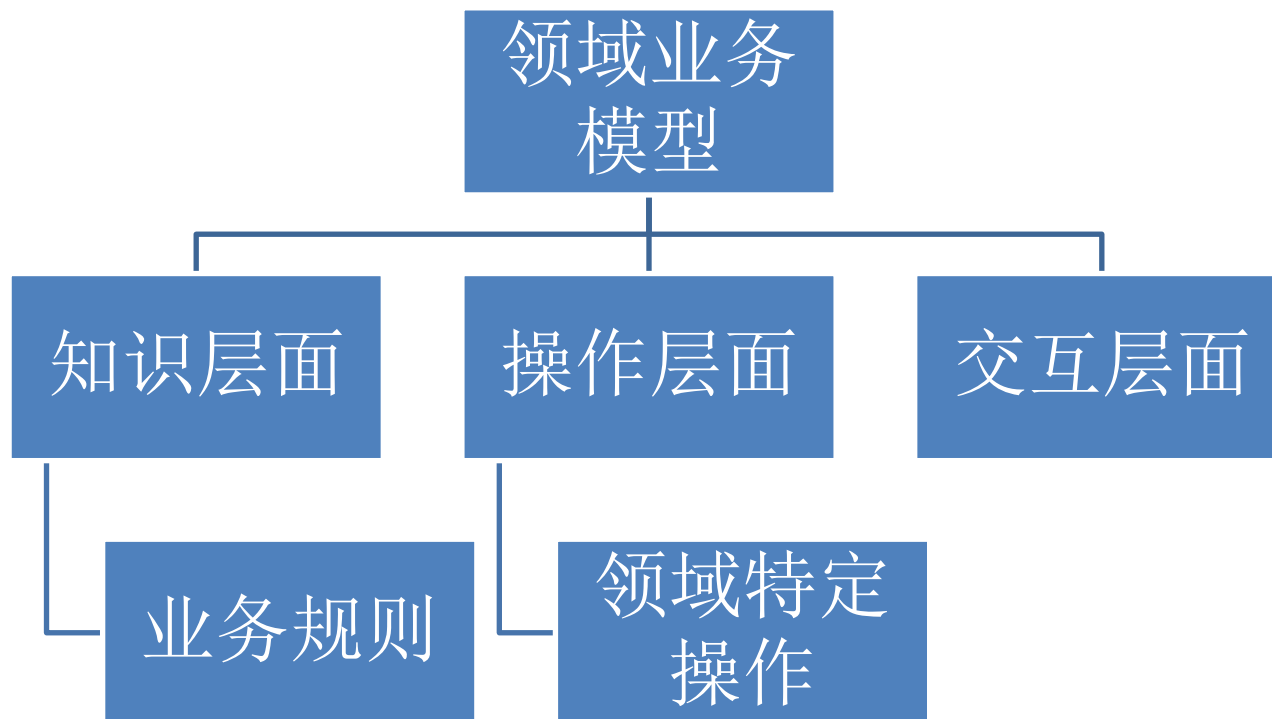 领域业务
模型
知识层面
操作层面
交互层面
业务规则
领域特定
操作